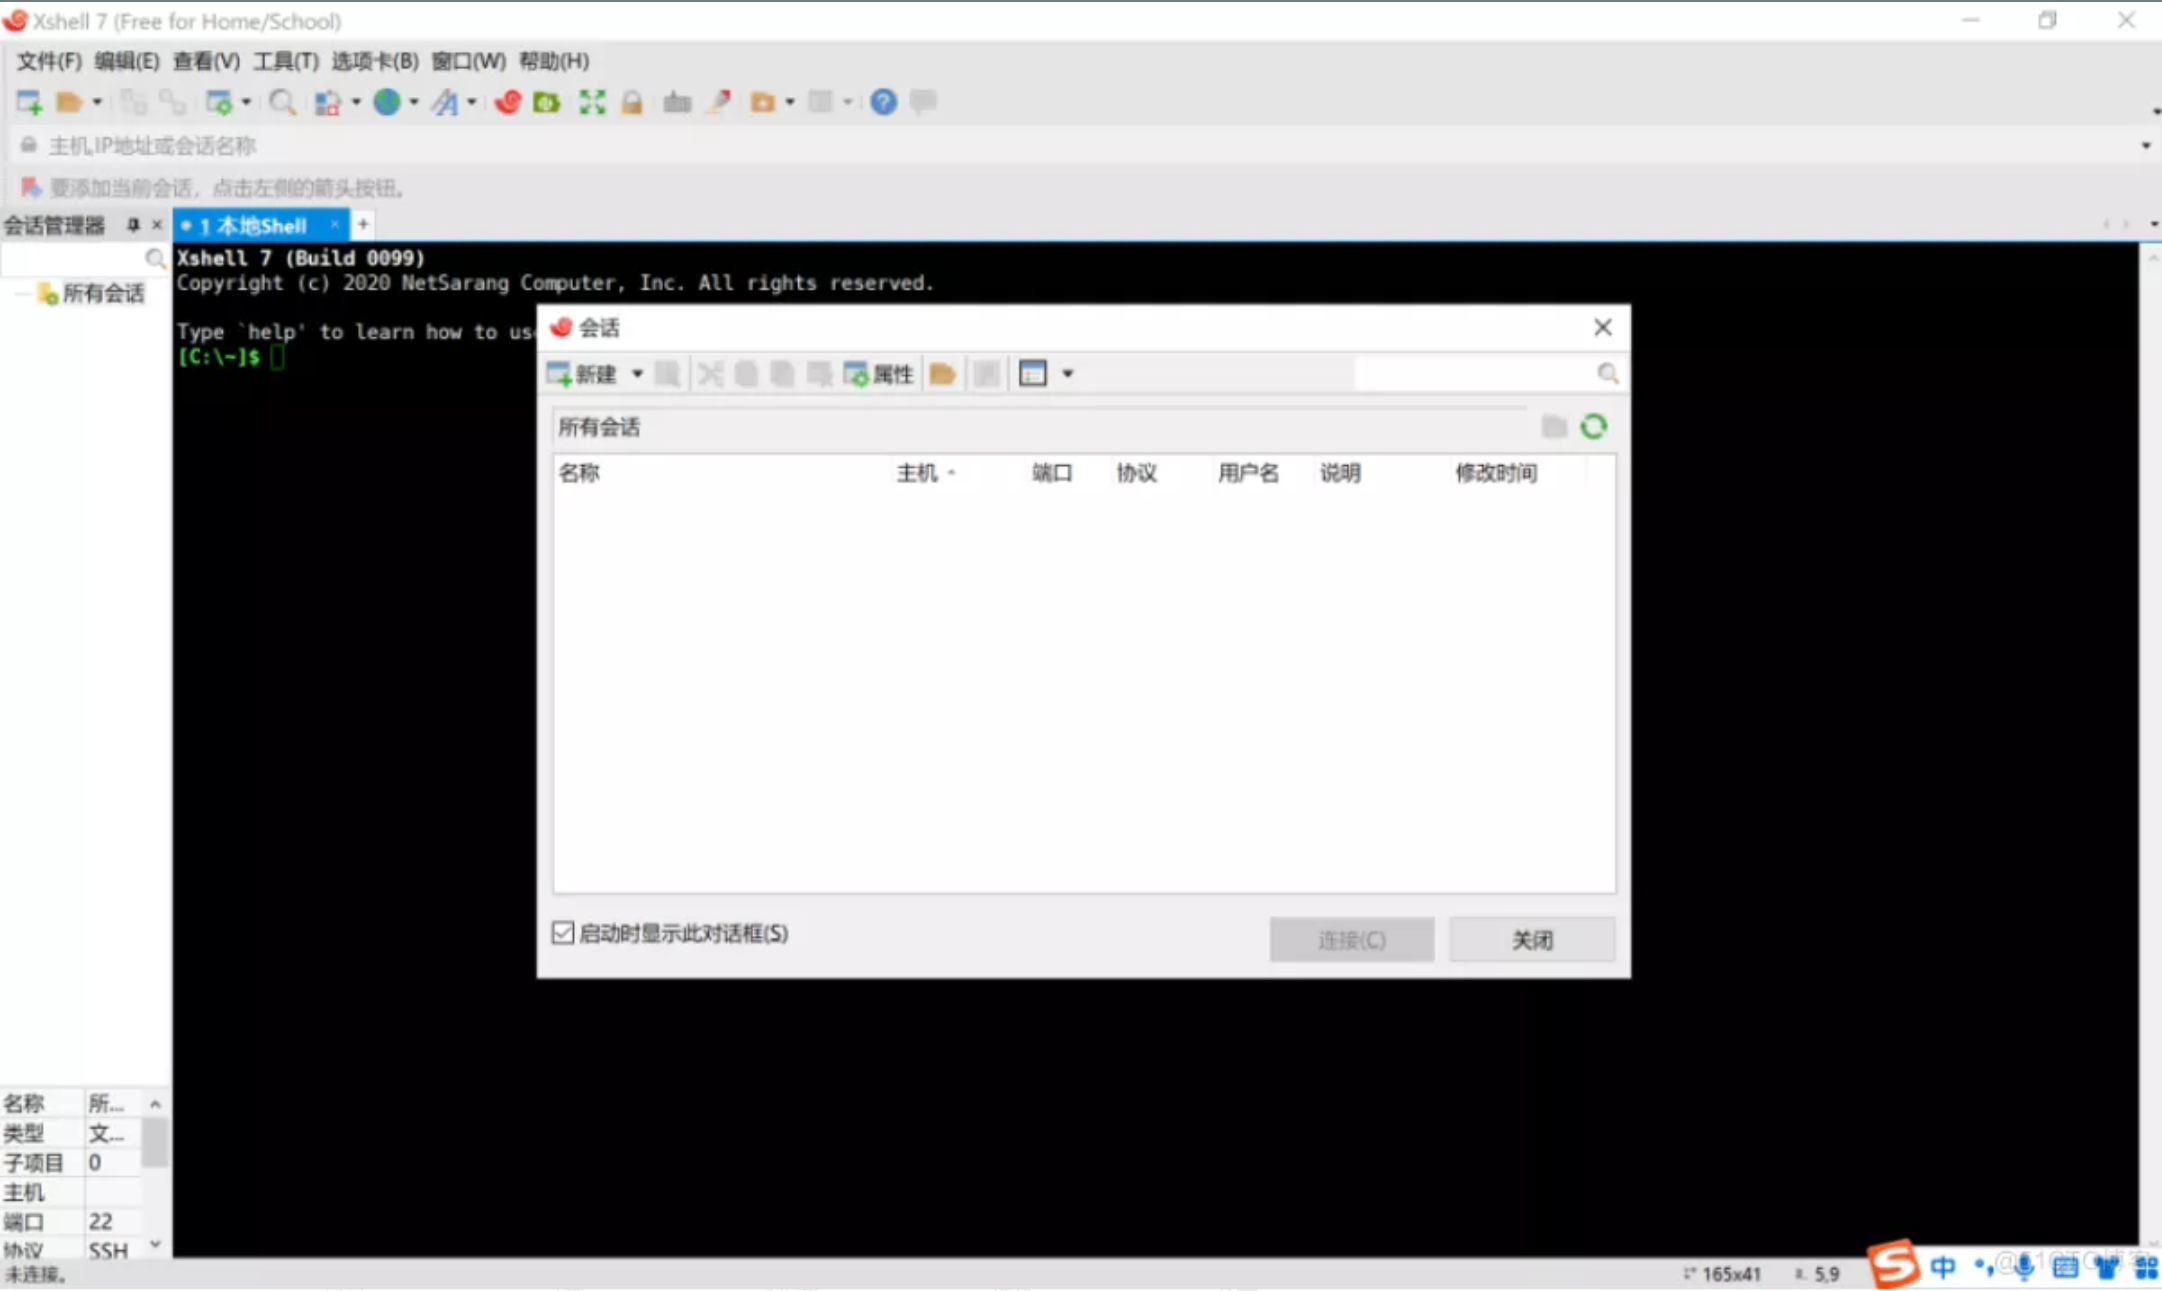 Xshell 7 (Free for Home/School)
文件(F) 编辑(E) 查看(V) 工具(T) 选项卡(B) 窗口(W) 帮助(H)
主机,IP地址或会话名称
要添加当前会话，点击左侧的箭头按钮。
会话管理器
1 本地Shell
+
所有会话
Xshell 7 (Build 0099)
Copyright (c) 2020 NetSarang Computer, Inc. All rights reserved.
Type `help' to learn how to us
[C:\~]$
会话
新建 属性
所有会话
名称 主机 端口 协议 用户名 说明 修改时间
启动时显示此对话框(S)
连接(C) 关闭
名称 所...
类型 文...
子项目 0
主机
端口 22
协议 SSH
未连接。
165x41 5,9
中
@51CTO博客